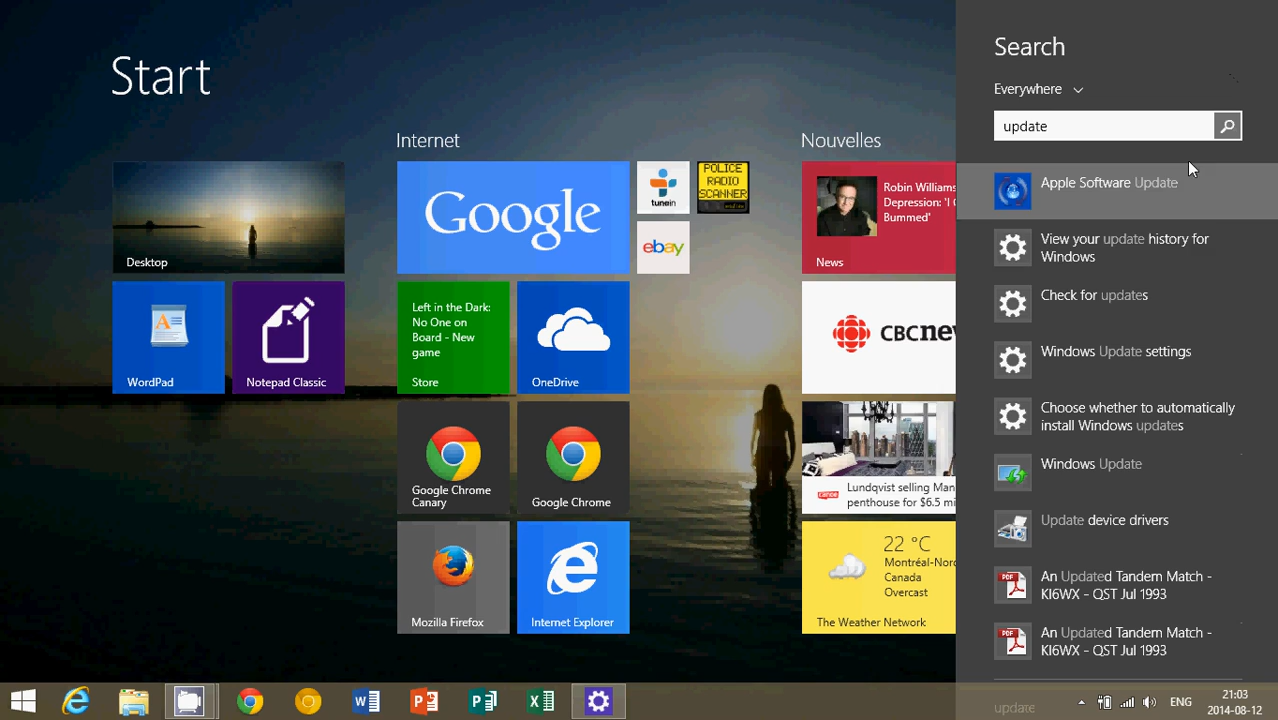 Start
Internet
Nouvelles
Desktop
WordPad
Notepad Classic
Google
tunein
POLICE
RADIO
SCANNER
ebay
Left in the Dark:
No One on
Board - New
game
Store
OneDrive
Google Chrome
Canary
Google Chrome
Mozilla Firefox
Internet Explorer
Robin Williams
Depression: 'I
Bummed'
News
CBC
Lundqvist selling Man
penthouse for $6.5 mi
22 °C
Montréal-Nor
Canada
Overcast
The Weather Network
Search
Everywhere
update
Apple Software Update
View your update history for
Windows
Check for updates
Windows Update settings
Choose whether to automatically
install Windows updates
Windows Update
Update device drivers
An Updated Tandem Match -
KI6WX - QST Jul 1993
An Updated Tandem Match -
KI6WX - QST Jul 1993
update
ENG
21:03
2014-08-12